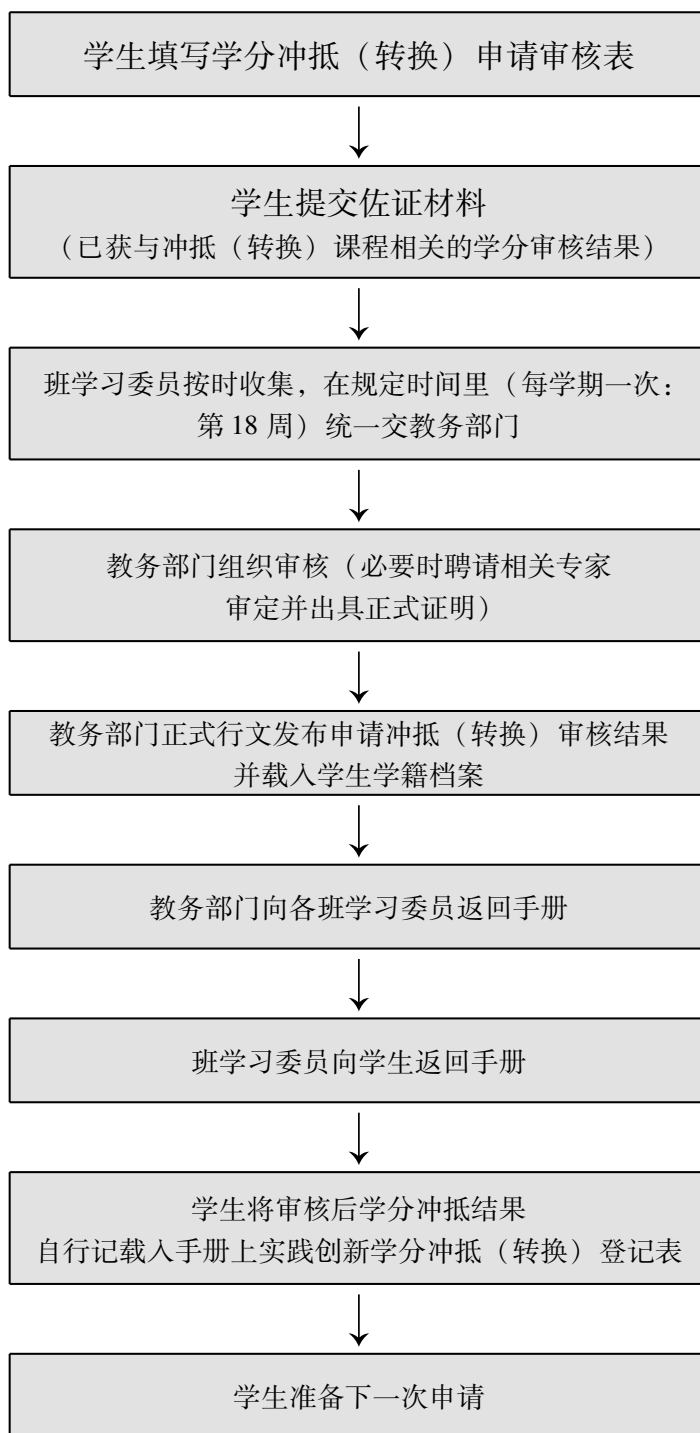 学生填写学分冲抵（转换）申请审核表
学生提交佐证材料
（已获与冲抵（转换）课程相关的学分审核结果）
班学习委员按时收集，在规定时间里（每学期一次：
第 18 周）统一交教务部门
教务部门组织审核（必要时聘请相关专家
审定并出具正式证明）
教务部门正式行文发布申请冲抵（转换）审核结果
并载入学生学籍档案
教务部门向各班学习委员返回手册
班学习委员向学生返回手册
学生将审核后学分冲抵结果
自行记载入手册上实践创新学分冲抵（转换）登记表
学生准备下一次申请